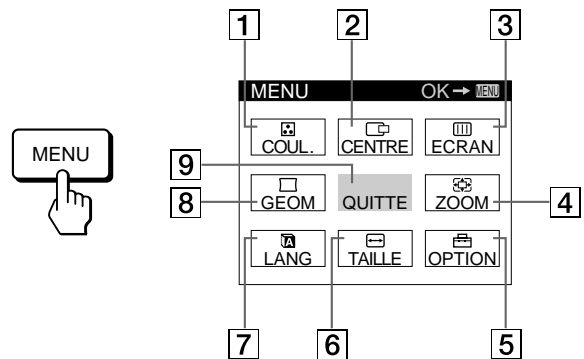 1 2 3
MENU OK→ MENU
MENU
COUL. CENTRE ECRAN
9
8 GEOM QUITTE ZOOM 4
LANG TAILLE OPTION
7 6 5